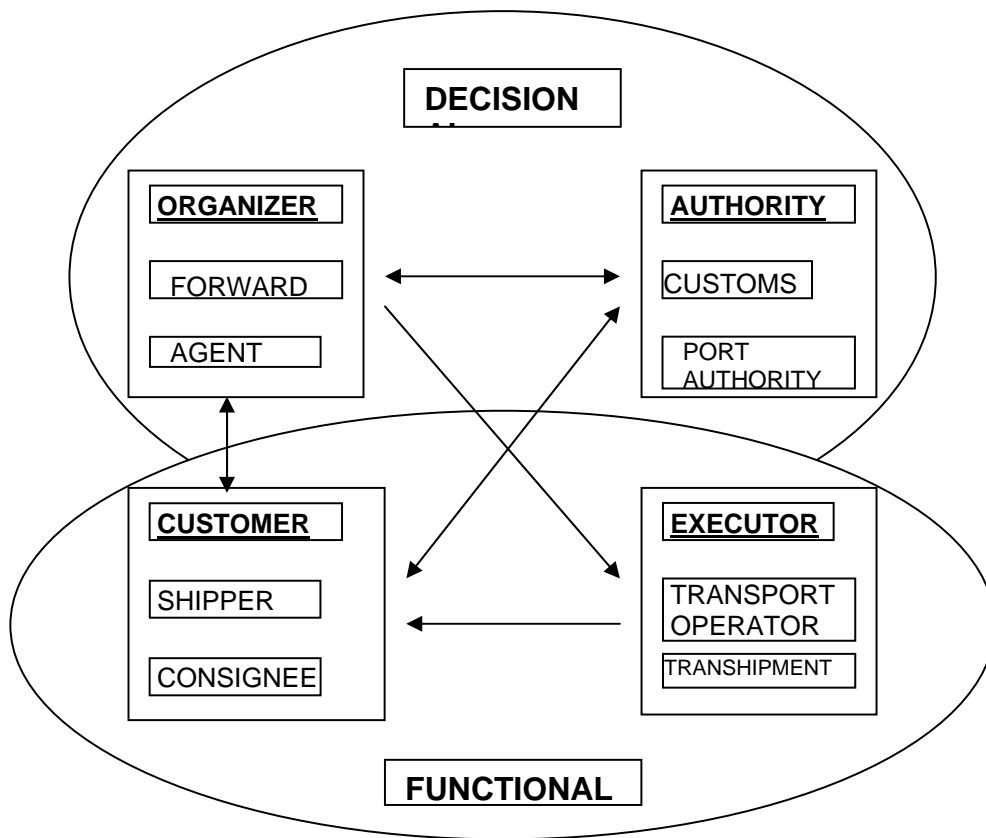 DECISION
ORGANIZER
AUTHORITY
FORWARD
CUSTOMS
AGENT
PORT
AUTHORITY
CUSTOMER
EXECUTOR
SHIPPER
TRANSPORT
OPERATOR
TRANSHIPMENT
CONSIGNEE
FUNCTIONAL